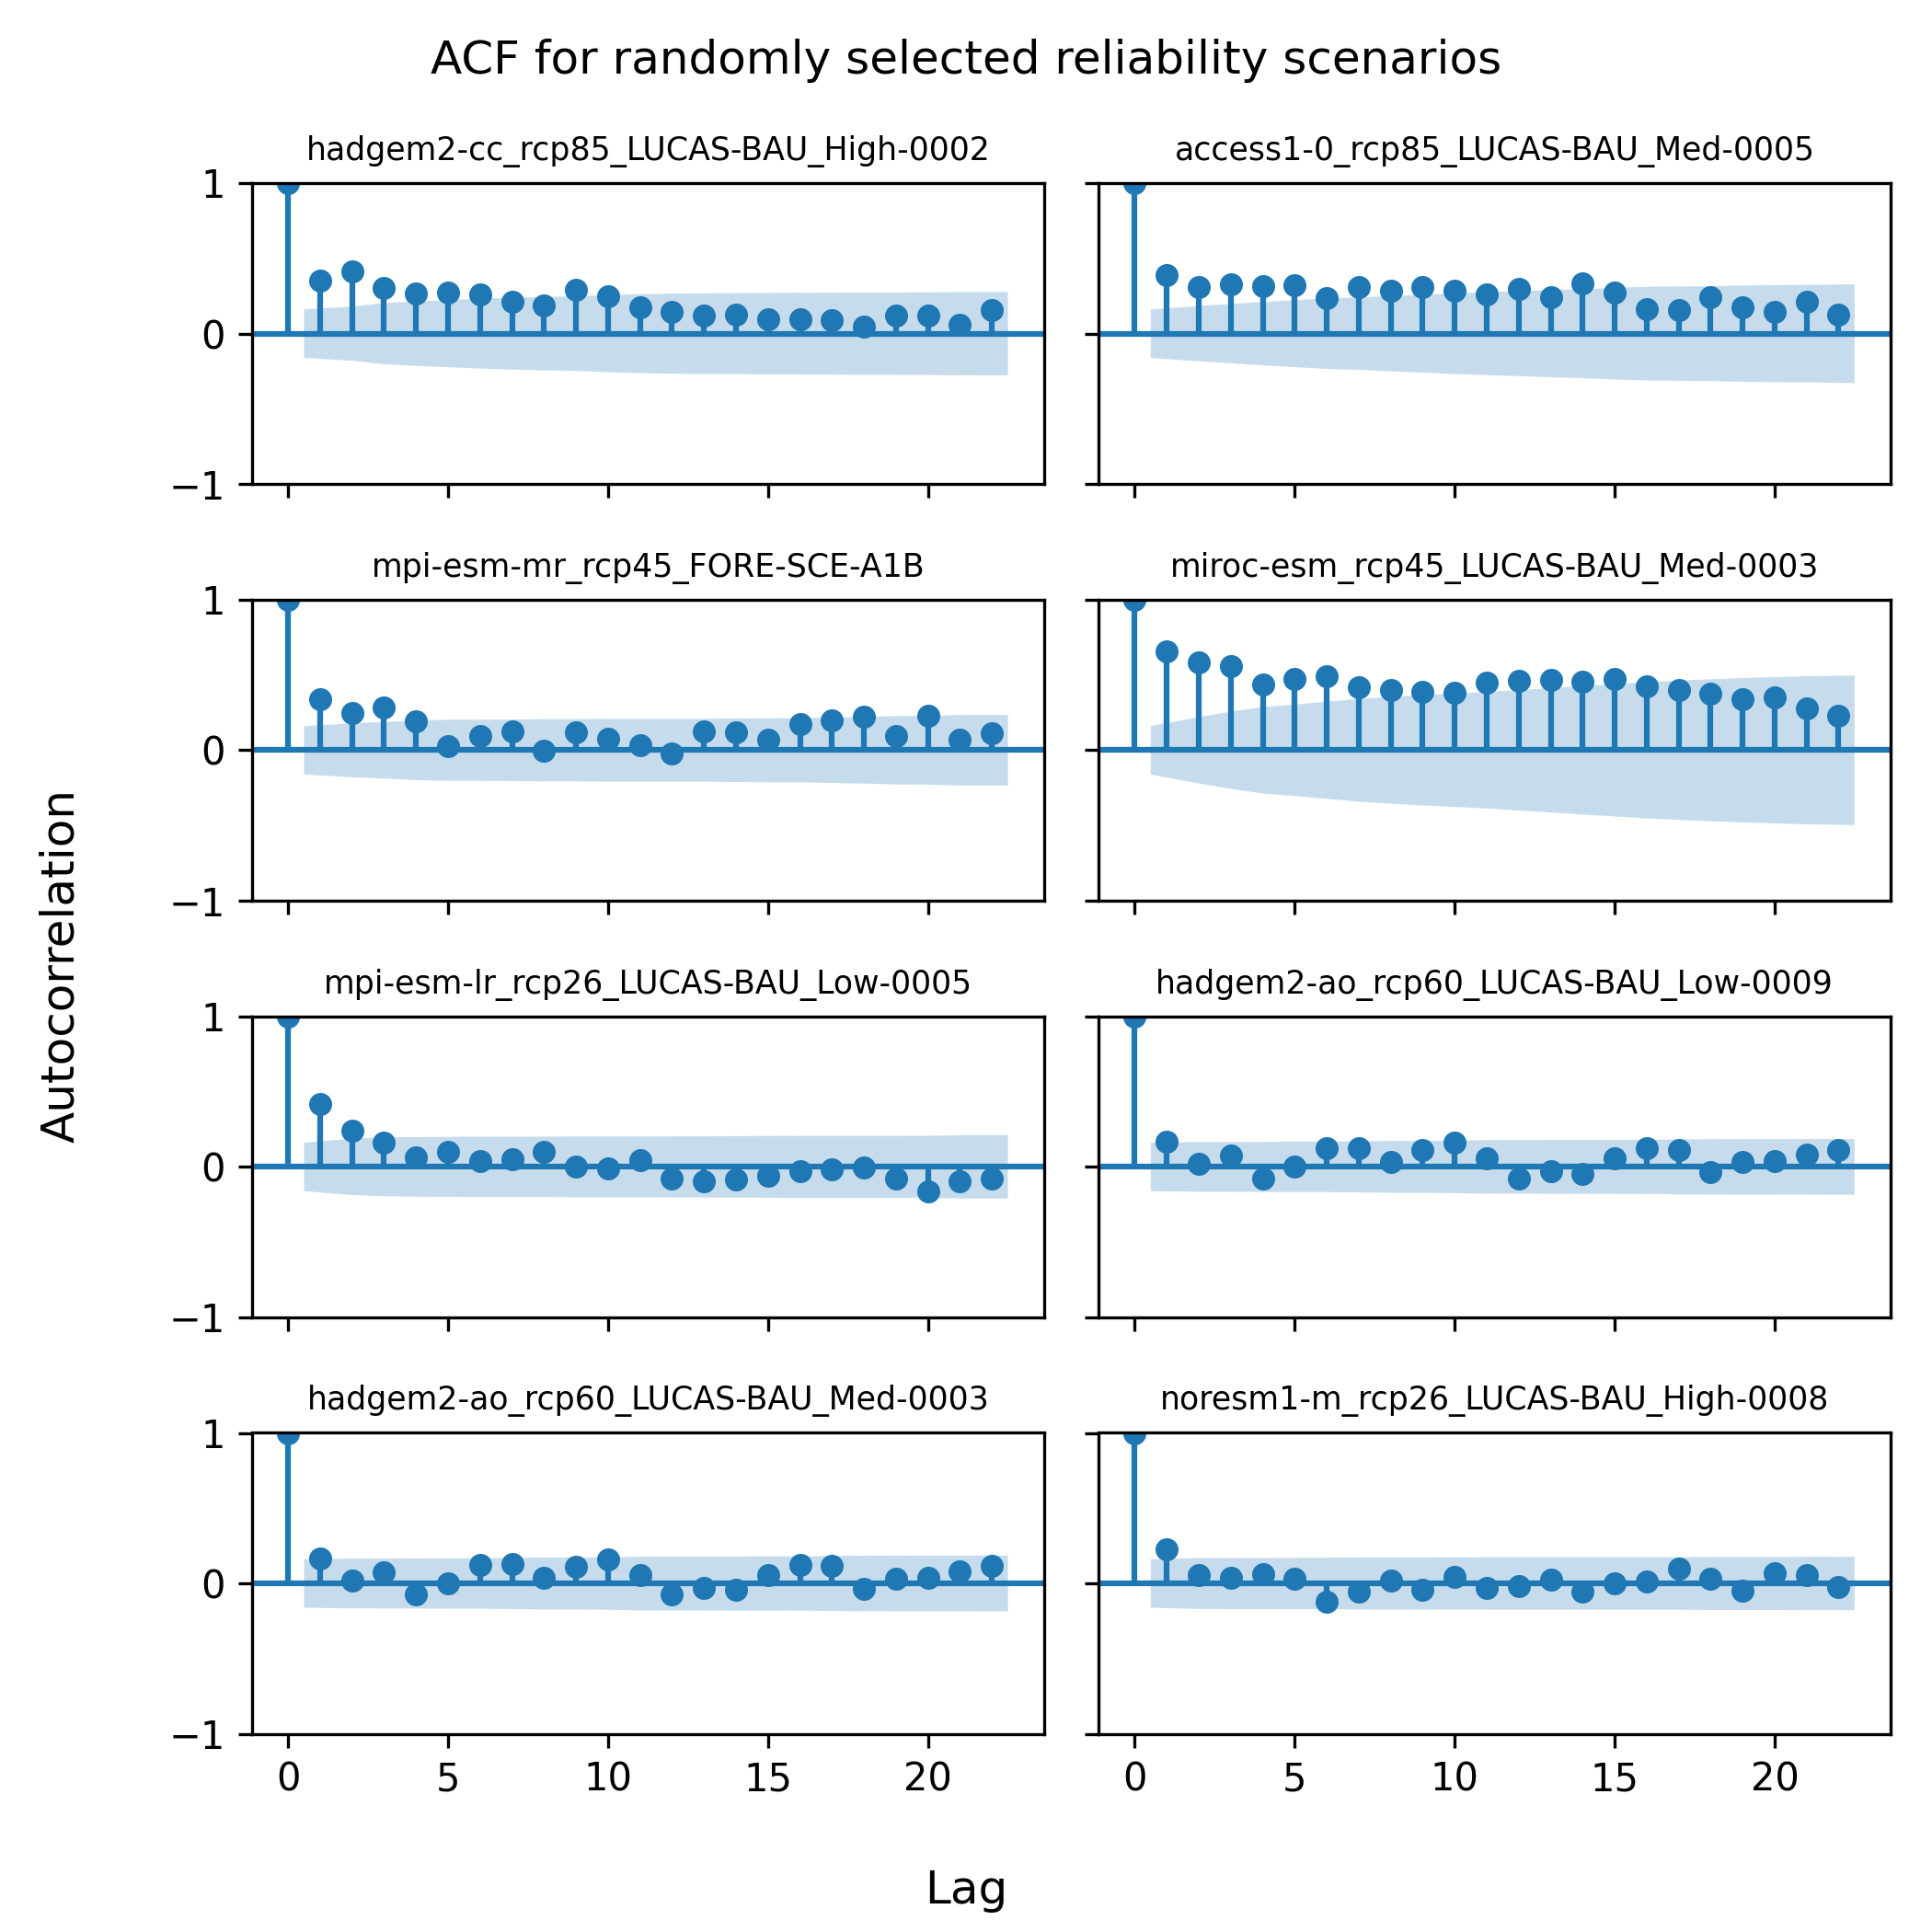 ACF for randomly selected reliability scenarios
hadgem2-cc_rcp85_LUCAS-BAU_High-0002
1
0
−1
access1-0_rcp85_LUCAS-BAU_Med-0005
mpi-esm-mr_rcp45_FORE-SCE-A1B
1
0
−1
miroc-esm_rcp45_LUCAS-BAU_Med-0003
mpi-esm-lr_rcp26_LUCAS-BAU_Low-0005
1
0
−1
hadgem2-ao_rcp60_LUCAS-BAU_Low-0009
hadgem2-ao_rcp60_LUCAS-BAU_Med-0003
1
0
−1
0 5 10 15 20
noresm1-m_rcp26_LUCAS-BAU_High-0008
0 5 10 15 20
Autocorrelation
Lag